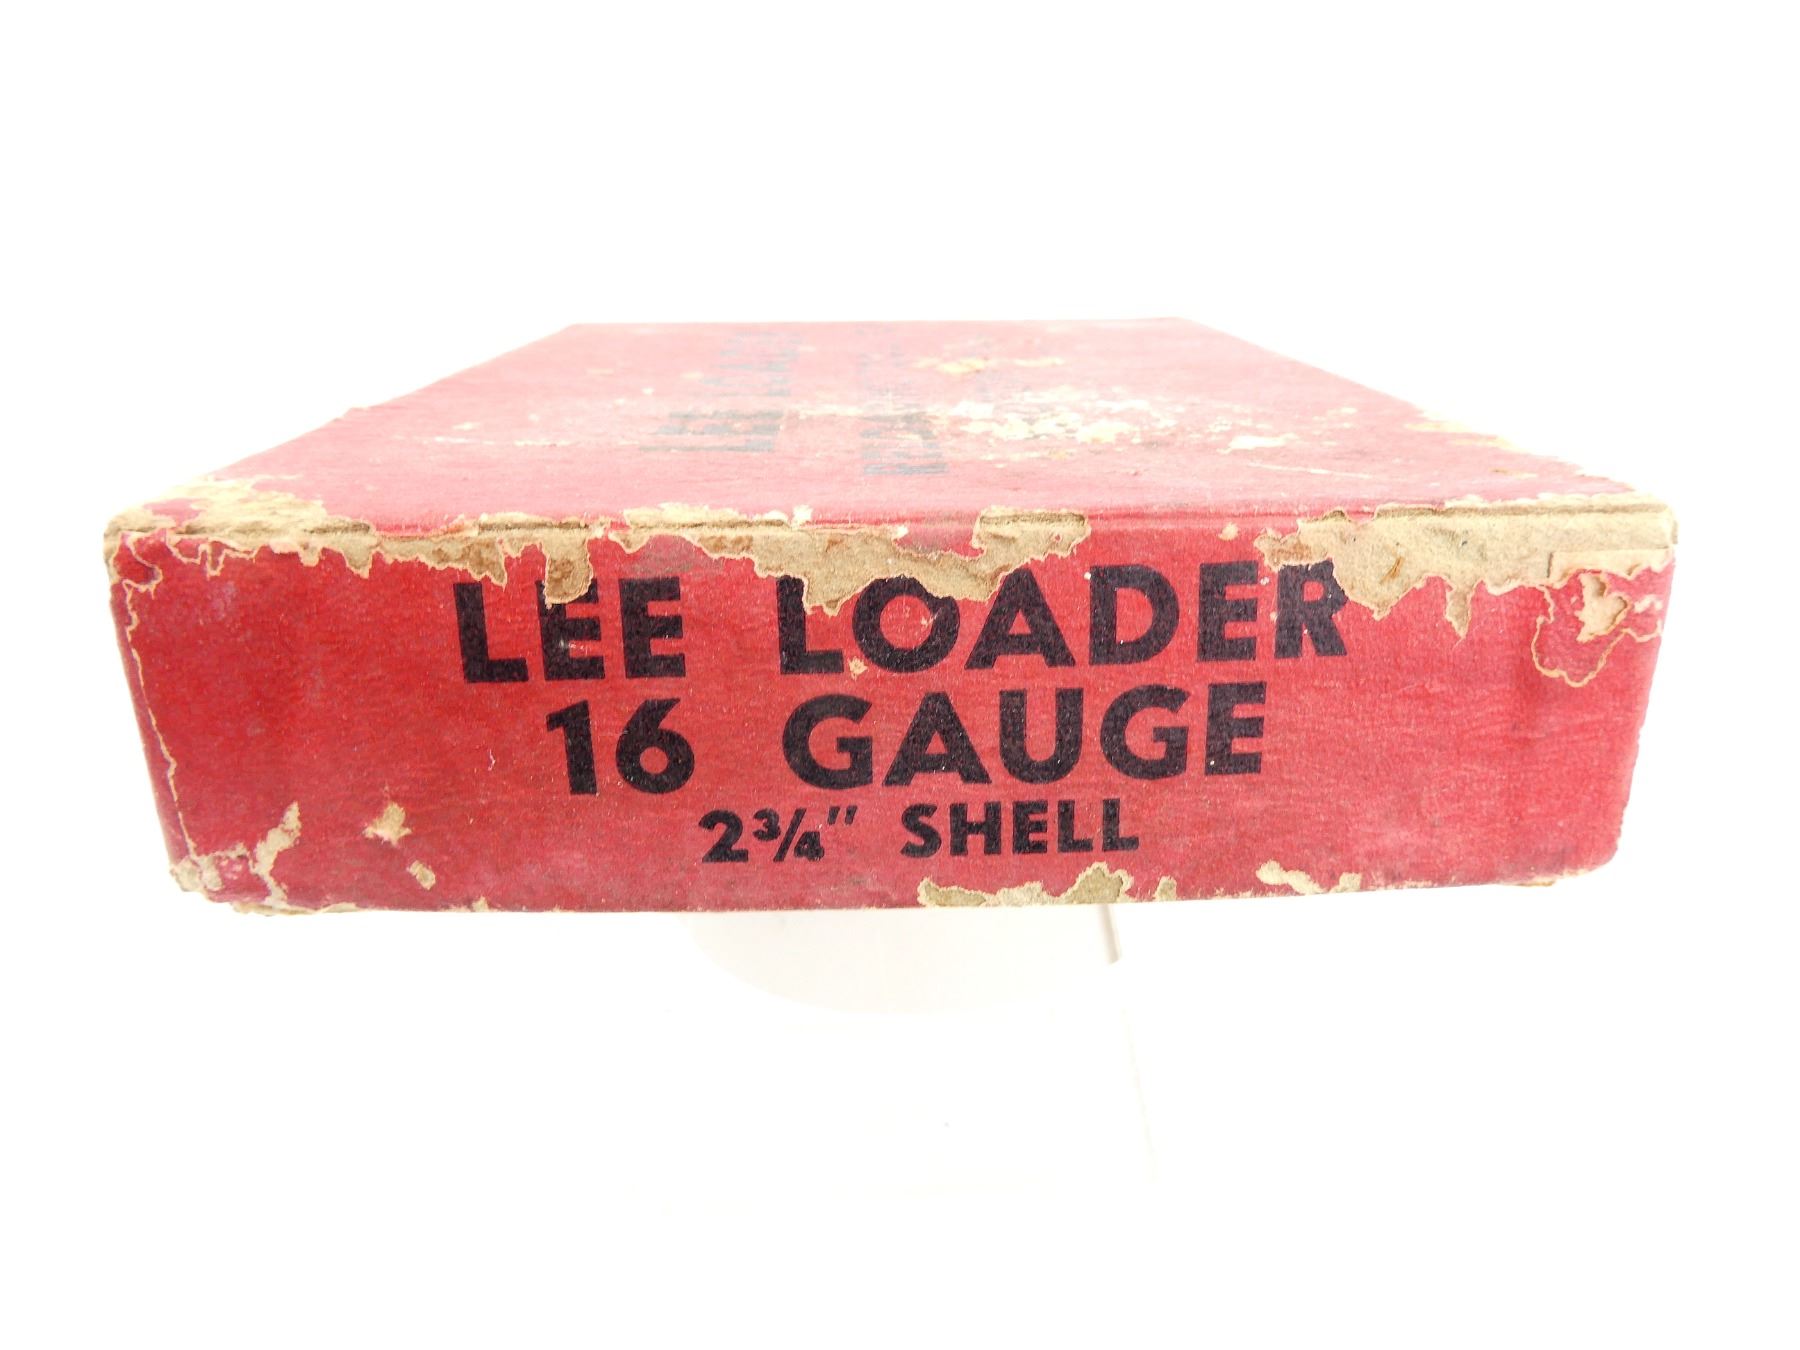 LEE LOADER
16 GAUGE
2¾" SHELL